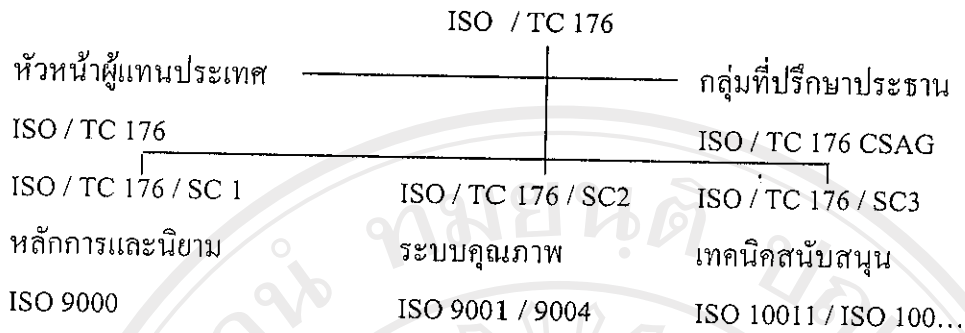 ISO / TC 176
หัวหน้าผู้แทนประเทศ
กลุ่มที่ปรึกษาประธาน
ISO / TC 176
ISO / TC 176 CSAG
ISO / TC 176 / SC 1
ISO / TC 176 / SC2
ISO / TC 176 / SC3
หลักการและนิยาม
ระบบคุณภาพ
เทคนิคสนับสนุน
ISO 9000
ISO 9001 / 9004
ISO 10011 / ISO 100...